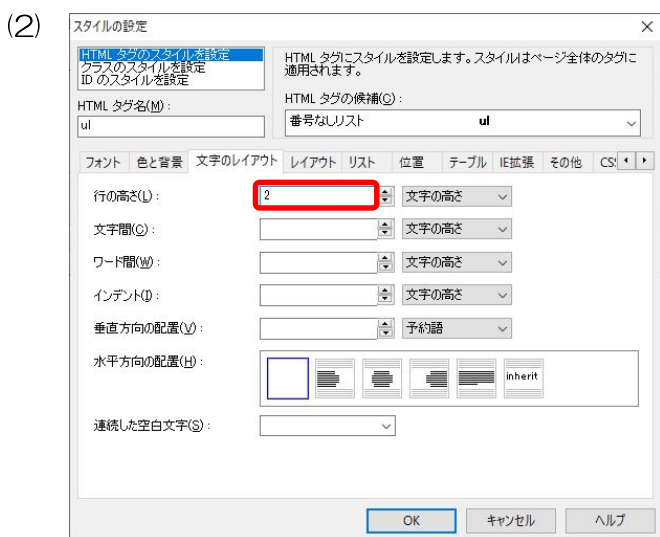 (2)
スタイルの設定
HTML タグのスタイルを設定
クラスのスタイルを設定
ID のスタイルを設定
HTML タグにスタイルを設定します。スタイルはページ全体のタグに
適用されます。
HTML タグ名(M) :
HTML タグの候補(C) :
ul
番号なしリスト ul
フォント 色と背景 文字のレイアウト レイアウト リスト 位置 テーブル IE拡張 その他 CS
行の高さ(L) : 2 文字の高さ
文字間(C) : 文字の高さ
ワード間(W) : 文字の高さ
インデント(I) : 文字の高さ
垂直方向の配置(V) : 予約語
水平方向の配置(H) : inherit
連続した空白文字(S) :
OK キャンセル ヘルプ